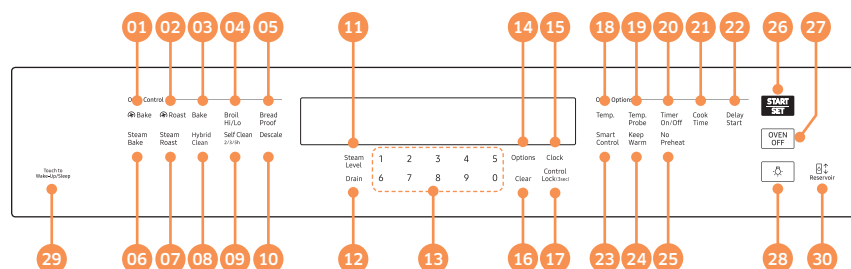 01 02 03 04 05 11 14 15 18 19 20 21 22 26 27
Control Options
Bake Roast Bake Broil Bread Temp. Temp. Timer Cook Delay START
Hi/Lo Proof Probe On/Off Time Start SET
Steam Steam Hybrid Self Clean Descale Smart Keep No OVEN
Bake Roast Clean 2/3/5h Control Warm Preheat OFF
Steam 1 2 3 4 5 Options Clock
Level
Drain 6 7 8 9 0 Clear Control
Lock(3sec)
Touch to
Wake-Up/Sleep
Reservoir
29 06 07 08 09 10 12 13 16 17 23 24 25 28 30